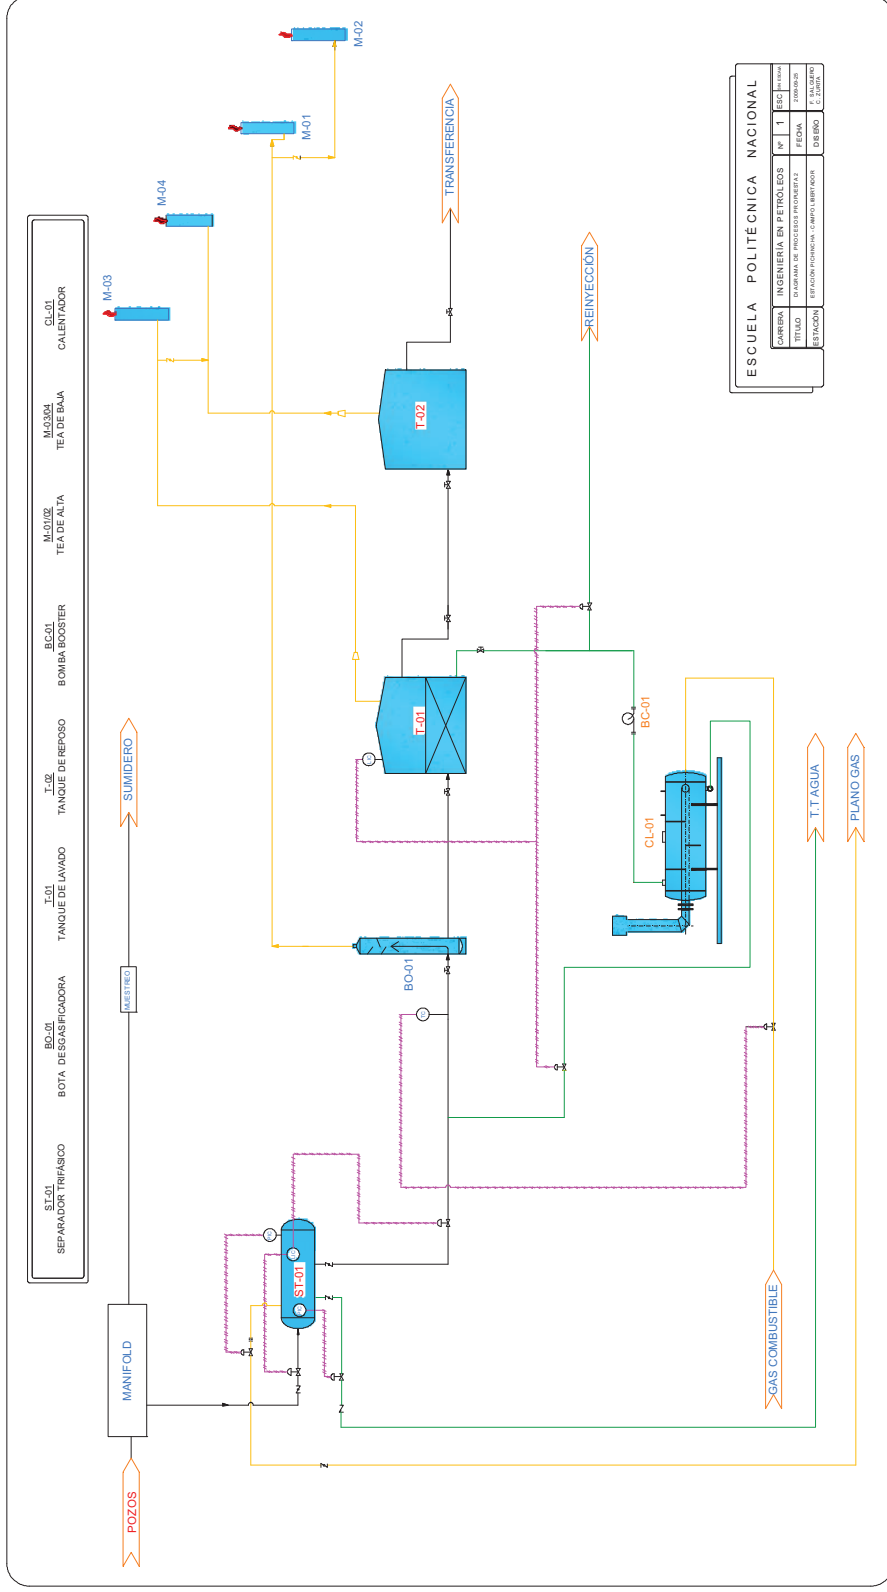 ST-01
SEPARADOR TRIFÁSICO
BO-01
BOTA DESGASIFICADORA
T-01
TANQUE DE LAVADO
T-02
TANQUE DE REPOSO
BC-01
BOMBA BOOSTER
M-01/02
TEA DE ALTA
M-03/04
TEA DE BAJA
CL-01
CALENTADOR
POZOS
MANIFOLD
MUESTREO
SUMIDERO
M-03
M-04
M-01
M-02
PIC
LIC
ST-01
TC
BO-01
LIC
T-01
T-02
TRANSFERENCIA
REINYECCIÓN
BC-01
CL-01
GAS COMBUSTIBLE
T.T AGUA
PLANO GAS
ESCUELA POLITÉCNICA NACIONAL
CARRERA INGENIERÍA EN PETRÓLEOS Nº 1 ESC
TÍTULO DIAGRAMA DE PROCESOS PROPUESTA 2 FECHA
ESTACIÓN ESTACIÓN PICHINCHA - CAMPO LIBERTADOR DISEÑO F. SALGUERO
C. ZURITA